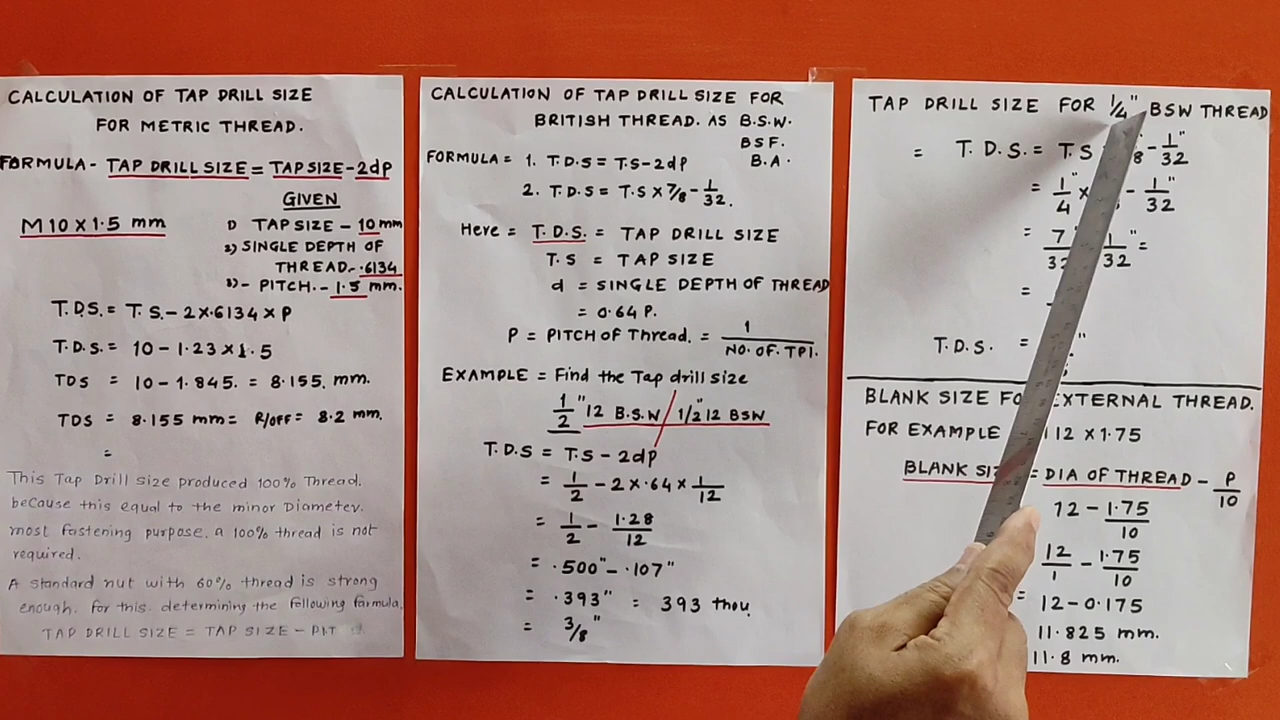 CALCULATION OF TAP DRILL SIZE
FOR METRIC THREAD.
FORMULA - TAP DRILL SIZE = TAP SIZE - 2dP
GIVEN
M 10 X 1.5 mm
1) TAP SIZE - 10 mm
2) SINGLE DEPTH OF
THREAD - .6134
3) - PITCH. - 1.5 mm.
T.D.S. = T.S. - 2 X .6134 X P
T.D.S. = 10 - 1.23 X 1.5
TDS = 10 - 1.845. = 8.155. mm.
TDS = 8.155 mm = R/OFF = 8.2 mm.
=
This Tap Drill size produced 100% Thread.
because this equal to the minor Diameter.
most fastening purpose. a 100% thread is not
required.
A standard nut with 60% thread is strong
enough. for this. determining the following farmula.
TAP DRILL SIZE = TAP SIZE -
CALCULATION OF TAP DRILL SIZE FOR
BRITISH THREAD. AS B.S.W.
BSF.
B.A.
FORMULA = 1. T.D.S = T.S - 2dP
2. T.D.S = T.S X 7/8 - 1/32.
Here = T.D.S. = TAP DRILL SIZE
T.S = TAP SIZE
d = SINGLE DEPTH OF THREAD
= 0.64 P.
P = PITCH OF Thread. = 1/NO. OF. TPI.
EXAMPLE = Find the Tap drill size
1/2" 12 B.S.W / 1/2" 12 BSW
T.D.S = T.S - 2dP
= 1/2 - 2 X .64 X 1/12
= 1/2 - 1.28/12
= .500" - .107"
= .393" = 393 thou.
= 3/8"
TAP DRILL SIZE FOR 1/4" BSW THREAD
= T.D.S. = T.S 8 - 1/32"
= 1/4" X - 1/32"
= 7 1/32" =
=
T.D.S. = "
BLANK SIZE EXTERNAL THREAD.
FOR EXAMPLE 12 X 1.75
BLANK = DIA OF THREAD - P/10
12 - 1.75/10
12/1 - 1.75/10
= 12 - 0.175
11.825 mm.
11.8 mm.